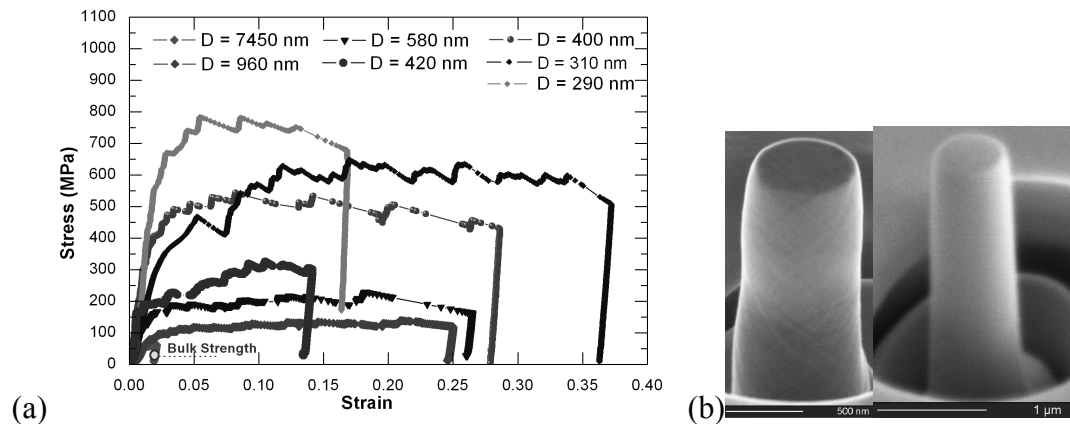 1100
1000
900
800
700
600
500
400
300
200
100
0
Stress (MPa)
D = 7450 nm
D = 580 nm
D = 400 nm
D = 960 nm
D = 420 nm
D = 310 nm
D = 290 nm
Bulk Strength
0.00 0.05 0.10 0.15 0.20 0.25 0.30 0.35 0.40
Strain
(a)
(b)
500 nm
1 µm